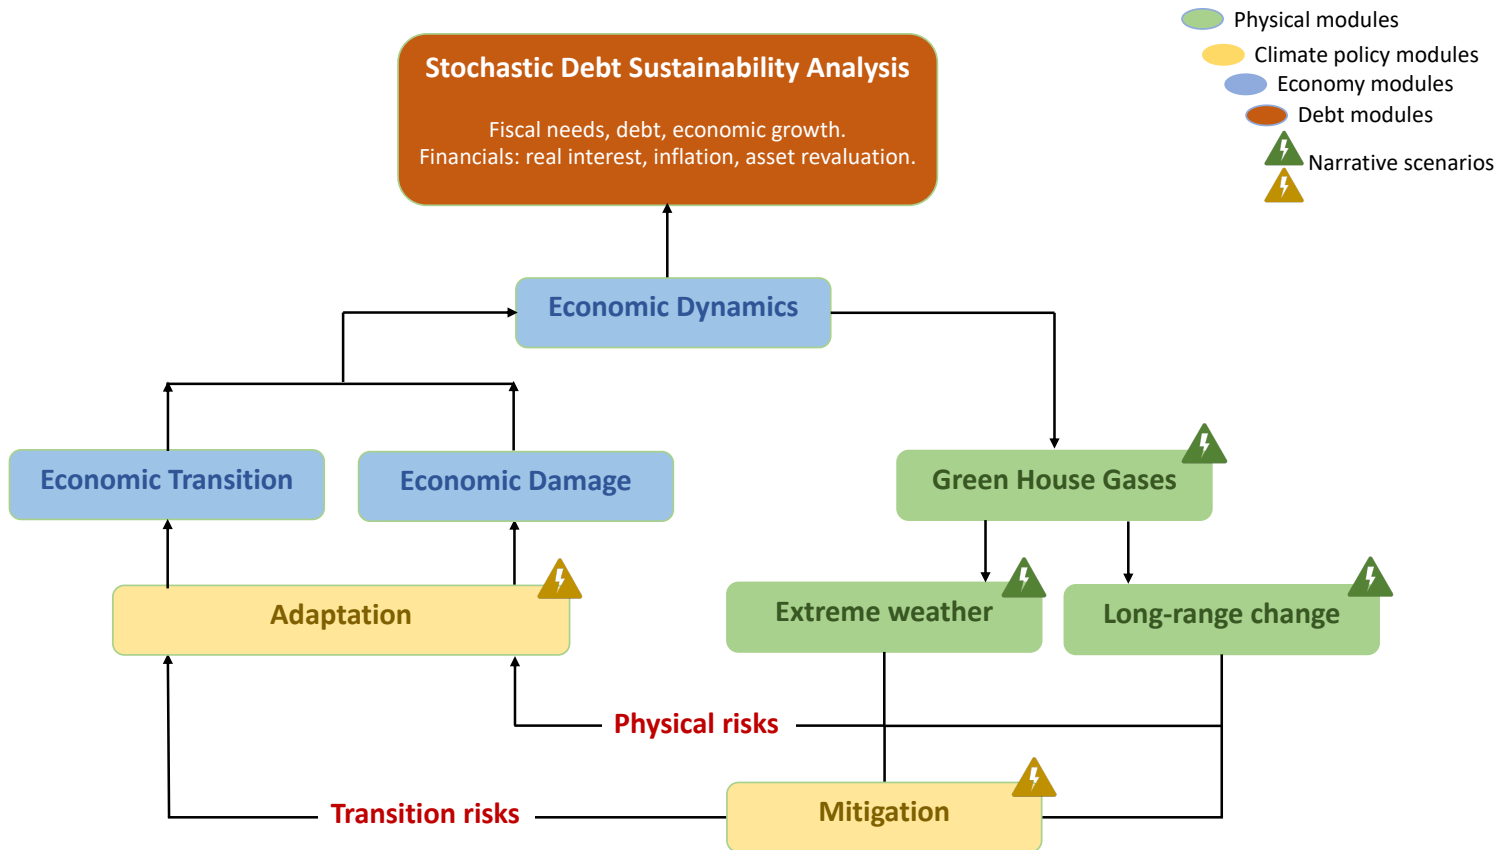 Physical modules
Climate policy modules
Economy modules
Debt modules
Narrative scenarios
Stochastic Debt Sustainability Analysis
Fiscal needs, debt, economic growth.
Financials: real interest, inflation, asset revaluation.
Economic Dynamics
Economic Transition
Economic Damage
Green House Gases
Adaptation
Extreme weather
Long-range change
Physical risks
Transition risks
Mitigation